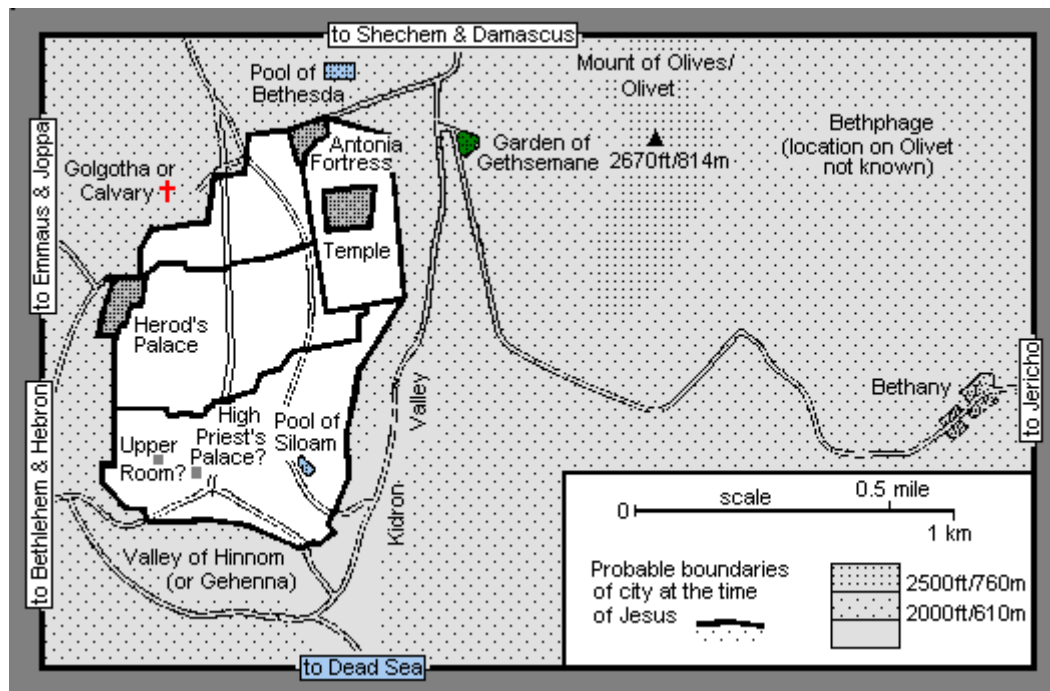 to Shechem & Damascus
Mount of Olives/
Olivet
Pool of
Bethesda
2670ft/814m
Garden of
Gethsemane
Bethphage
(location on Olivet
not known)
Antonia
Fortress
Golgotha or
Calvary
to Emmaus & Joppa
Temple
Herod's
Palace
to Bethlehem & Hebron
High
Priest's
Palace?
Upper
Room?
Pool of
Siloam
Kidron
Valley
Bethany
to Jericho
Valley of Hinnom
(or Gehenna)
to Dead Sea
scale
0.5 mile
0
1 km
Probable boundaries
of city at the time
of Jesus
2500ft/760m
2000ft/610m